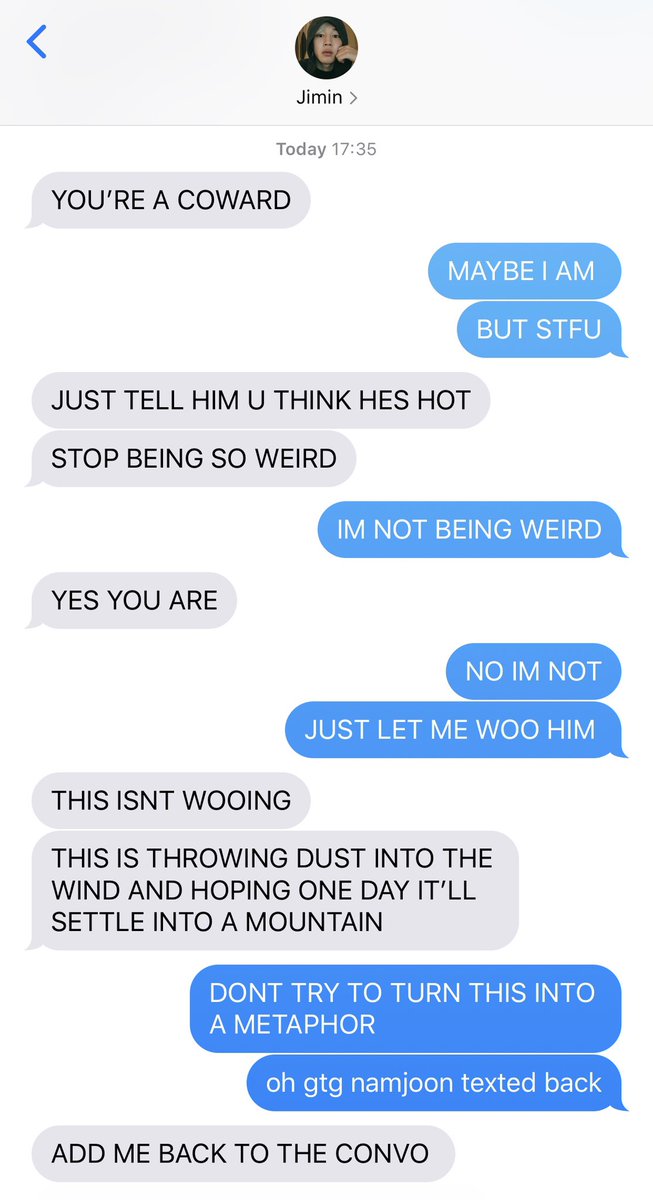 Jimin
Today 17:35
YOU’RE A COWARD
MAYBE I AM
BUT STFU
JUST TELL HIM U THINK HES HOT
STOP BEING SO WEIRD
IM NOT BEING WEIRD
YES YOU ARE
NO IM NOT
JUST LET ME WOO HIM
THIS ISNT WOOING
THIS IS THROWING DUST INTO THE
WIND AND HOPING ONE DAY IT’LL
SETTLE INTO A MOUNTAIN
DONT TRY TO TURN THIS INTO
A METAPHOR
oh gtg namjoon texted back
ADD ME BACK TO THE CONVO